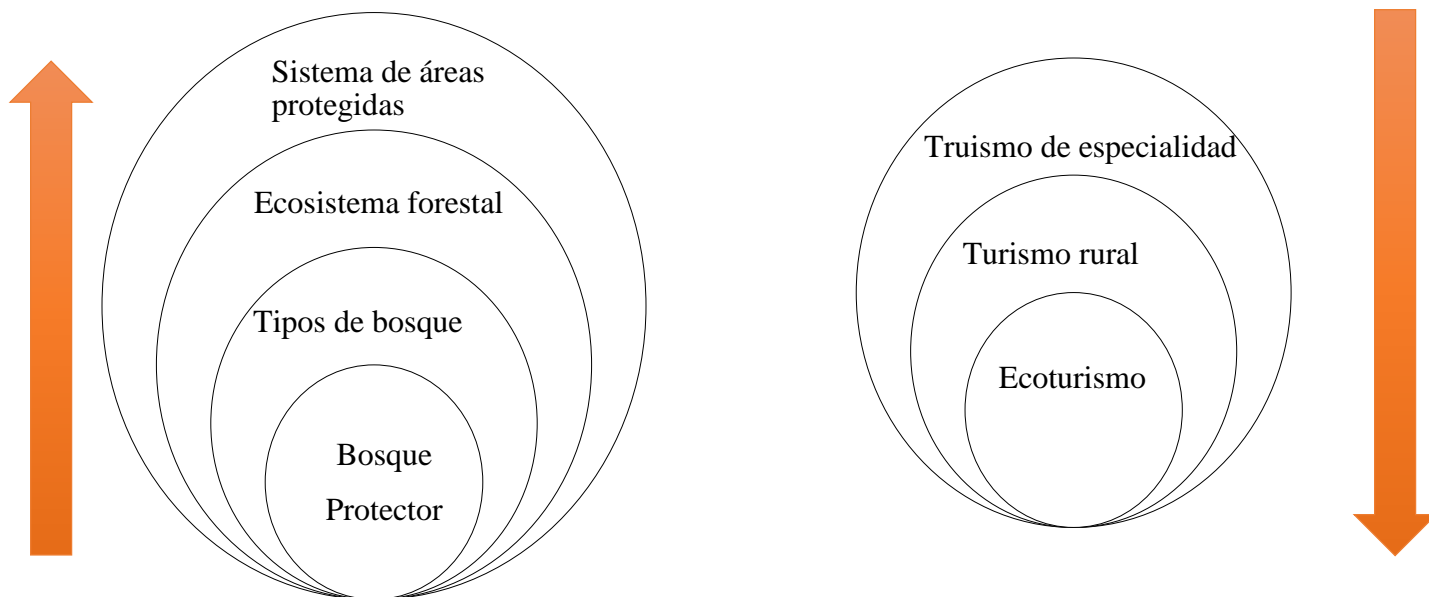 Sistema de áreas
protegidas
Ecosistema forestal
Tipos de bosque
Bosque
Protector
Truismo de especialidad
Turismo rural
Ecoturismo